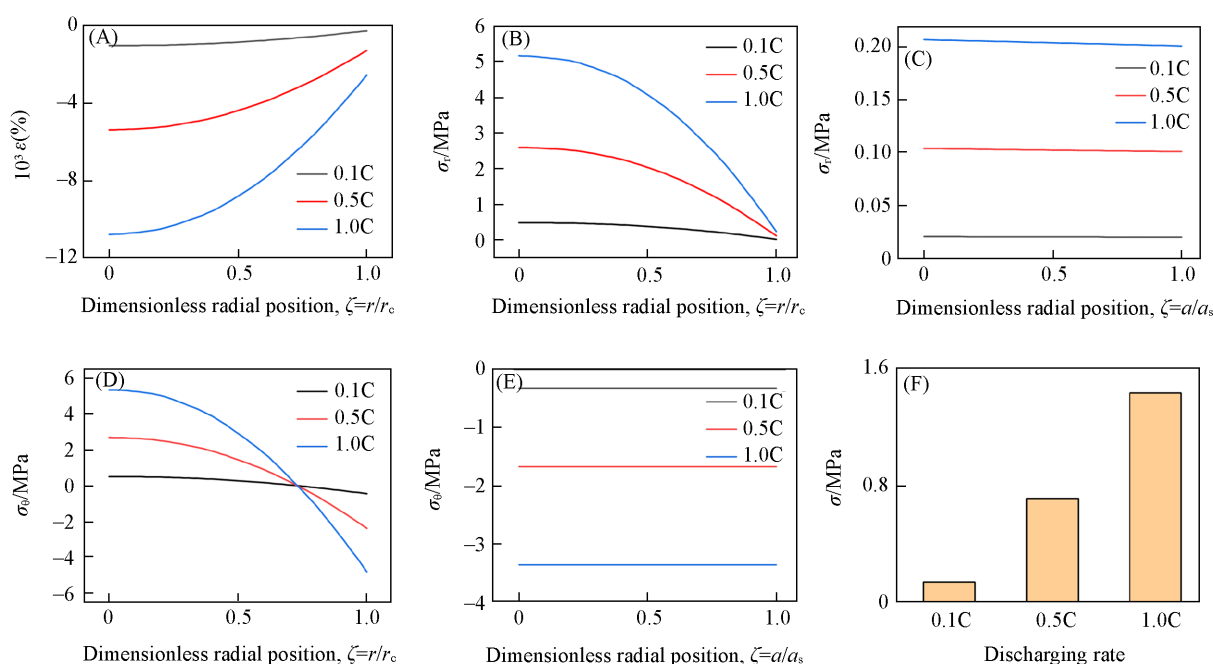 (A)
0
−4
−8
−12
10³ ε(%)
0.1C
0.5C
1.0C
0 0.5 1.0
Dimensionless radial position, ζ=r/rc
(B)
6
5
4
3
2
1
0
σr/MPa
0.1C
0.5C
1.0C
0 0.5 1.0
Dimensionless radial position, ζ=r/rc
(C)
0.20
0.15
0.10
0.05
0
σr/MPa
0.1C
0.5C
1.0C
0 0.5 1.0
Dimensionless radial position, ζ=a/as
(D)
6
4
2
0
−2
−4
−6
σθ/MPa
0.1C
0.5C
1.0C
0 0.5 1.0
Dimensionless radial position, ζ=r/rc
(E)
0
−1
−2
−3
−4
σθ/MPa
0.1C
0.5C
1.0C
0 0.5 1.0
Dimensionless radial position, ζ=a/as
(F)
1.6
0.8
0
σ/MPa
0.1C 0.5C 1.0C
Discharging rate